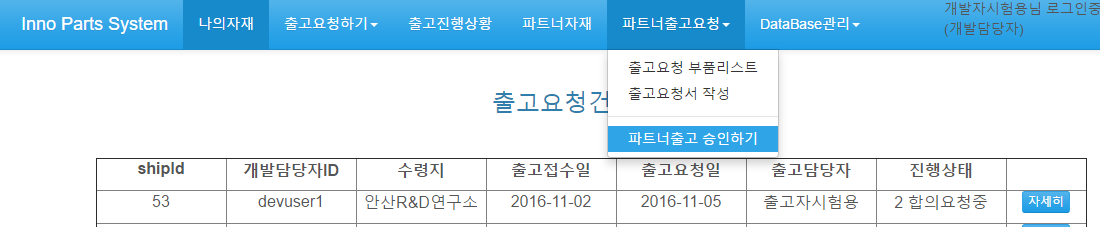 Inno Parts System 나의자재 출고요청하기 출고진행상황 파트너자재 파트너출고요청 DataBase관리 개발자시험용님 로그인중
(개발담당자)
출고요청 부품리스트
출고요청서 작성
파트너출고 승인하기
출고요청건
shipId 개발담당자ID 수령지 출고접수일 출고요청일 출고담당자 진행상태
53 devuser1 안산R&D연구소 2016-11-02 2016-11-05 출고자시험용 2 합의요청중 자세히